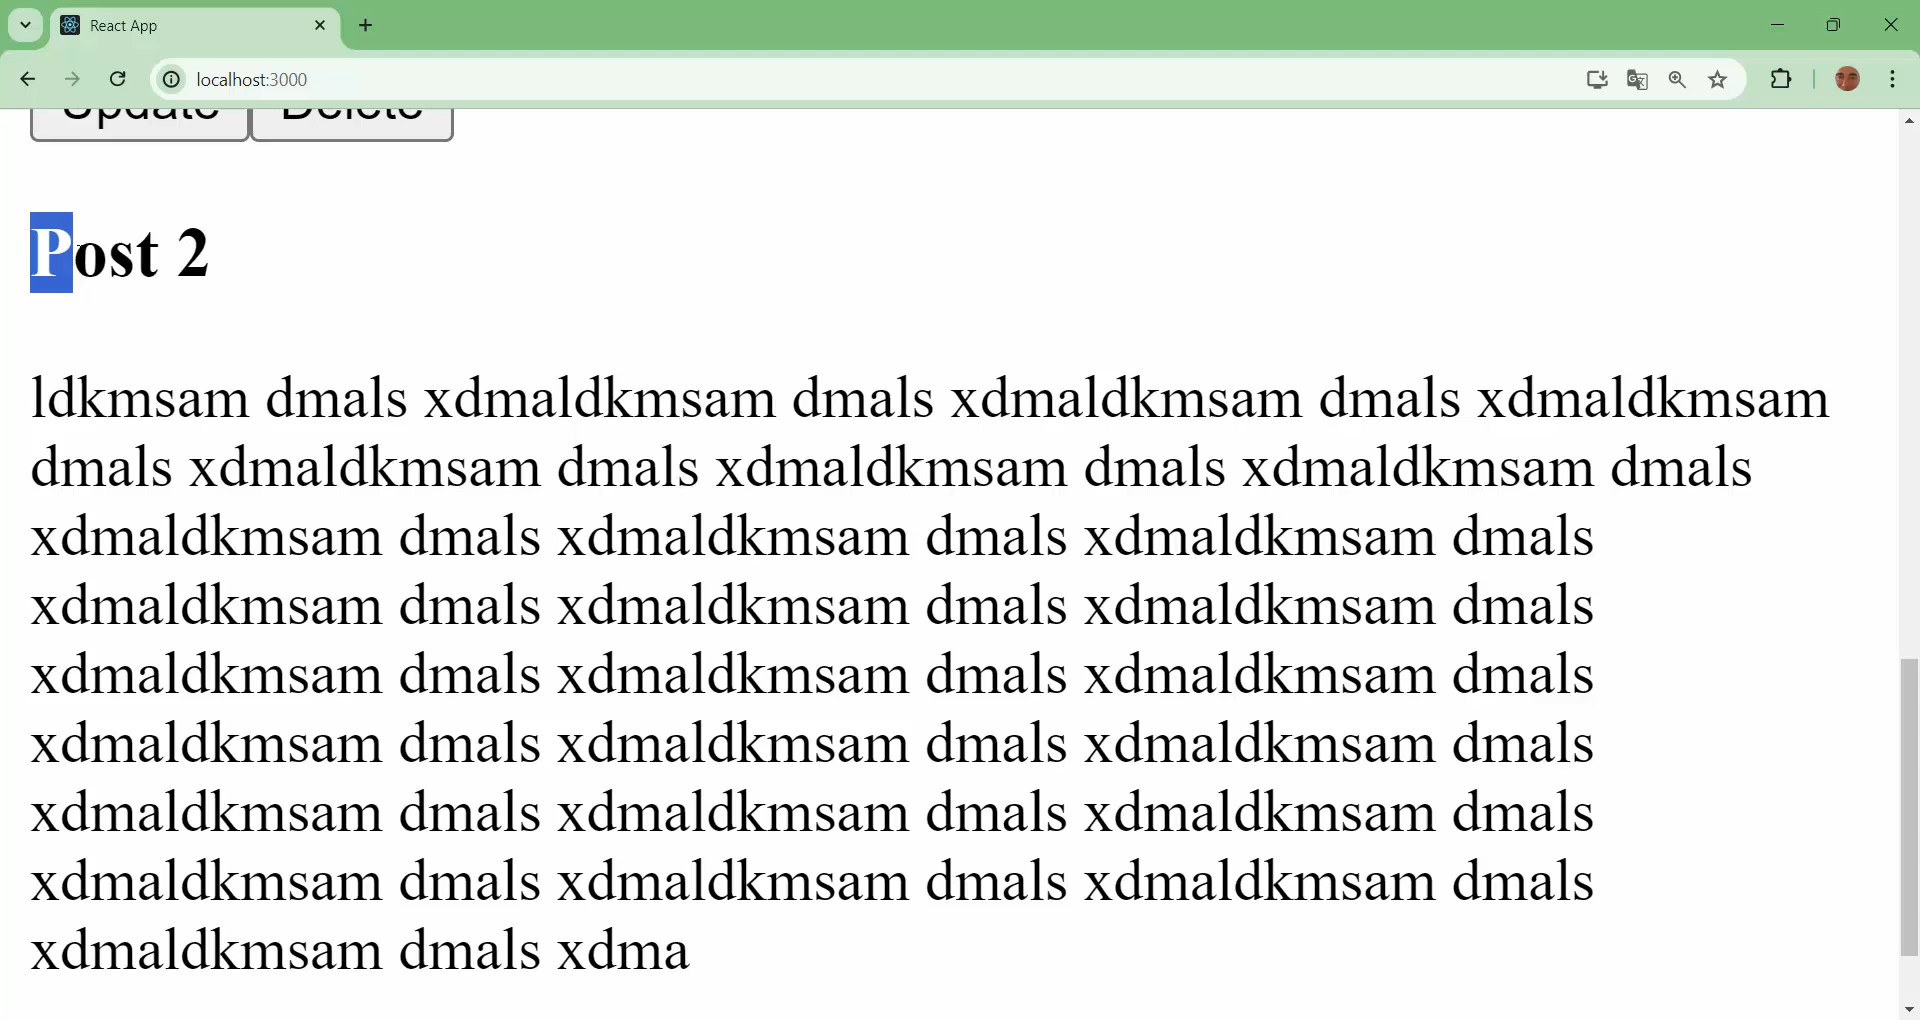 React App
localhost:3000
Update Delete
Post 2
ldkmsam dmals xdmaldkmsam dmals xdmaldkmsam dmals xdmaldkmsam
dmals xdmaldkmsam dmals xdmaldkmsam dmals xdmaldkmsam dmals
xdmaldkmsam dmals xdmaldkmsam dmals xdmaldkmsam dmals
xdmaldkmsam dmals xdmaldkmsam dmals xdmaldkmsam dmals
xdmaldkmsam dmals xdmaldkmsam dmals xdmaldkmsam dmals
xdmaldkmsam dmals xdmaldkmsam dmals xdmaldkmsam dmals
xdmaldkmsam dmals xdmaldkmsam dmals xdmaldkmsam dmals
xdmaldkmsam dmals xdmaldkmsam dmals xdmaldkmsam dmals
xdmaldkmsam dmals xdma